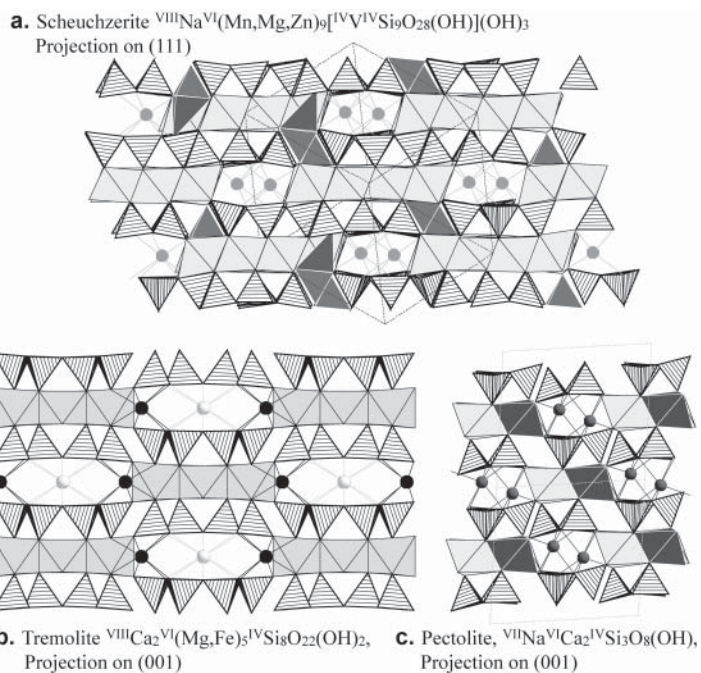 a. Scheuchzerite ⱽᴵᴵᴵNaⱽᴵ(Mn,Mg,Zn)₉[ᴵⱽVᴵⱽSi₉O₂₈(OH)](OH)₃
Projection on (111)
b. Tremolite ⱽᴵᴵᴵCa₂ⱽᴵ(Mg,Fe)₅ᴵⱽSi₈O₂₂(OH)₂,
Projection on (001)
c. Pectolite, ⱽᴵᴵNaⱽᴵCa₂ᴵⱽSi₃O₈(OH),
Projection on (001)